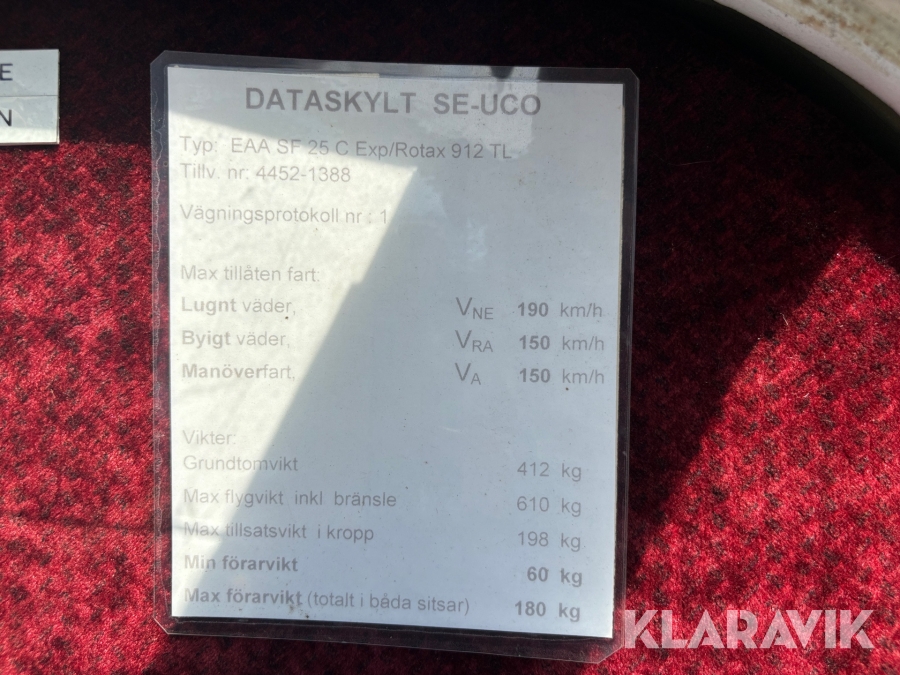 E
N
DATASKYLT SE-UCO
Typ: EAA SF 25 C Exp/Rotax 912 TL
Tillv. nr: 4452-1388
Vägningsprotokoll nr : 1
Max tillåten fart:
Lugnt väder, VNE 190 km/h
Byigt väder, VRA 150 km/h
Manöverfart, VA 150 km/h
Vikter:
Grundtomvikt 412 kg
Max flygvikt inkl bränsle 610 kg
Max tillsatsvikt i kropp 198 kg
Min förarvikt 60 kg
Max förarvikt (totalt i båda sitsar) 180 kg
KLARAVIK